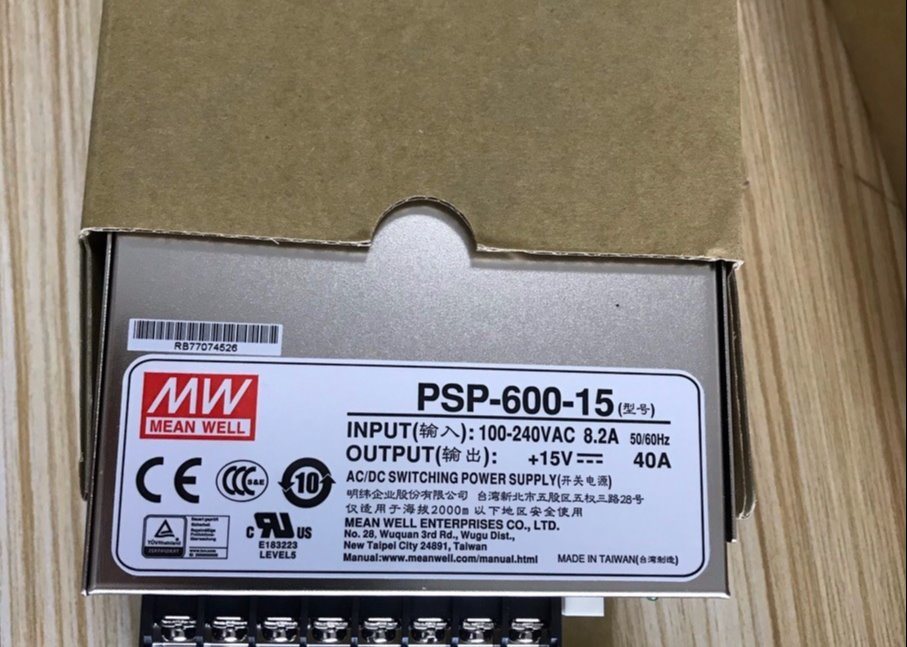 RB77074526
MW
MEAN WELL
PSP-600-15(型号)
INPUT(输入): 100-240VAC 8.2A 50/60Hz
OUTPUT(输出): +15V 40A
AC/DC SWITCHING POWER SUPPLY(开关电源)
明纬企业股份有限公司 台湾新北市五股区五权三路28号
仅适用于海拔2000m 以下地区安全使用
MEAN WELL ENTERPRISES CO., LTD.
No. 28, Wuquan 3rd Rd., Wugu Dist.,
New Taipei City 24891, Taiwan
Manual:www.meanwell.com/manual.html
MADE IN TAIWAN(台湾制造)
CE
CCC S&E
10
TÜVRheinland
c RU US
E183223
LEVEL5